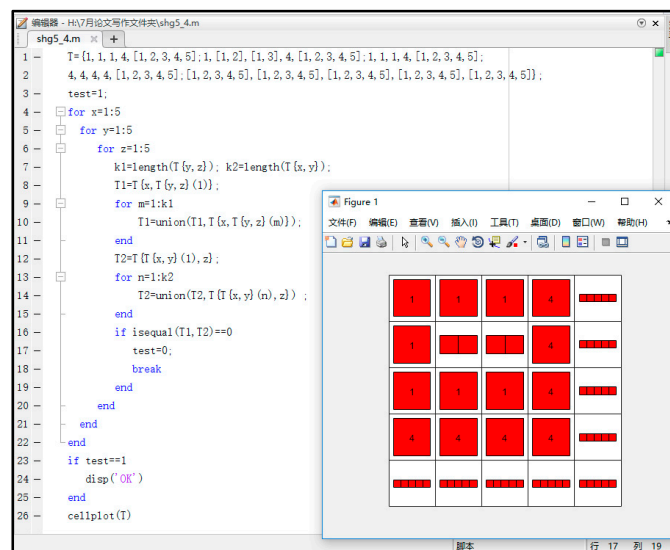 编辑器 - H:\7月论文写作文件夹\shg5_4.m
shg5_4.m
1 T={1,1,1,4,[1,2,3,4,5];1,[1,2],[1,3],4,[1,2,3,4,5];1,1,1,4,[1,2,3,4,5];
2 4,4,4,4,[1,2,3,4,5];[1,2,3,4,5],[1,2,3,4,5],[1,2,3,4,5],[1,2,3,4,5],[1,2,3,4,5]};
3 test=1;
4 for x=1:5
5 for y=1:5
6 for z=1:5
7 k1=length(T{y,z}); k2=length(T{x,y});
8 T1=T{x,T{y,z}(1)};
9 for m=1:k1
10 T1=union(T1,T{x,T{y,z}(m)});
11 end
12 T2=T{T{x,y}(1),z};
13 for n=1:k2
14 T2=union(T2,T{T{x,y}(n),z}) ;
15 end
16 if isequal(T1,T2)==0
17 test=0;
18 break
19 end
20 end
21 end
22 end
23 if test==1
24 disp('OK')
25 end
26 cellplot(T)
Figure 1
文件(F) 编辑(E) 查看(V) 插入(I) 工具(T) 桌面(D) 窗口(W) 帮助(H)
1 1 1 4
1 4
1 1 1 4
4 4 4 4
脚本 行 17 列 19